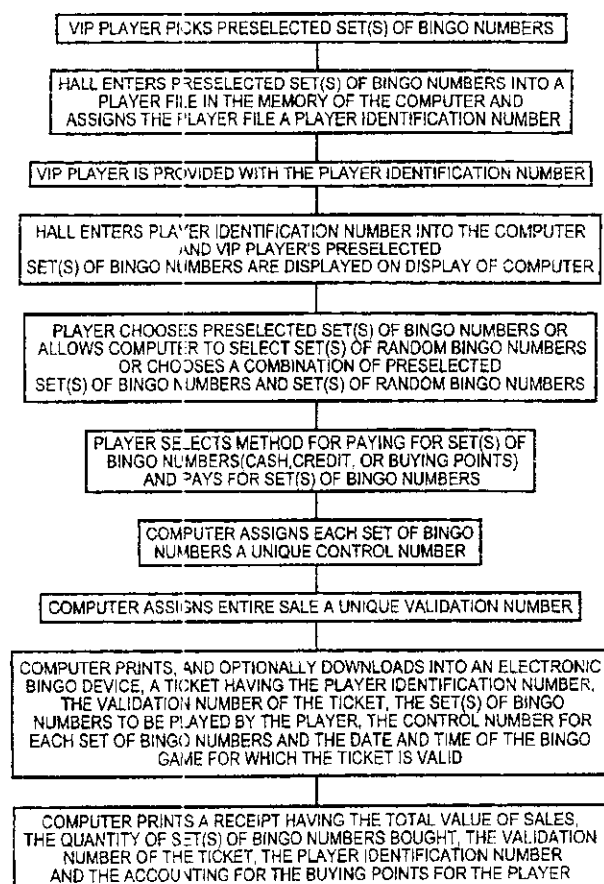 VIP PLAYER PICKS PRESELECTED SET(S) OF BINGO NUMBERS
HALL ENTERS PRESELECTED SET(S) OF BINGO NUMBERS INTO A
PLAYER FILE IN THE MEMORY OF THE COMPUTER AND
ASSIGNS THE PLAYER FILE A PLAYER IDENTIFICATION NUMBER
VIP PLAYER IS PROVIDED WITH THE PLAYER IDENTIFICATION NUMBER
HALL ENTERS PLAYER IDENTIFICATION NUMBER INTO THE COMPUTER
AND VIP PLAYER'S PRESELECTED
SET(S) OF BINGO NUMBERS ARE DISPLAYED ON DISPLAY OF COMPUTER
PLAYER CHOOSES PRESELECTED SET(S) OF BINGO NUMBERS OR
ALLOWS COMPUTER TO SELECT SET(S) OF RANDOM BINGO NUMBERS
OR CHOOSES A COMBINATION OF PRESELECTED
SET(S) OF BINGO NUMBERS AND SET(S) OF RANDOM BINGO NUMBERS
PLAYER SELECTS METHOD FOR PAYING FOR SET(S) OF
BINGO NUMBERS(CASH,CREDIT, OR BUYING POINTS)
AND PAYS FOR SET(S) OF BINGO NUMBERS
COMPUTER ASSIGNS EACH SET OF BINGO
NUMBERS A UNIQUE CONTROL NUMBER
COMPUTER ASSIGNS ENTIRE SALE A UNIQUE VALIDATION NUMBER
COMPUTER PRINTS, AND OPTIONALLY DOWNLOADS INTO AN ELECTRONIC
BINGO DEVICE, A TICKET HAVING THE PLAYER IDENTIFICATION NUMBER,
THE VALIDATION NUMBER OF THE TICKET, THE SET(S) OF BINGO
NUMBERS TO BE PLAYED BY THE PLAYER, THE CONTROL NUMBER FOR
EACH SET OF BINGO NUMBERS AND THE DATE AND TIME OF THE BINGO
GAME FOR WHICH THE TICKET IS VALID
COMPUTER PRINTS A RECEIPT HAVING THE TOTAL VALUE OF SALES,
THE QUANTITY OF SET(S) OF BINGO NUMBERS BOUGHT, THE VALIDATION
NUMBER OF THE TICKET, THE PLAYER IDENTIFICATION NUMBER
AND THE ACCOUNTING FOR THE BUYING POINTS FOR THE PLAYER